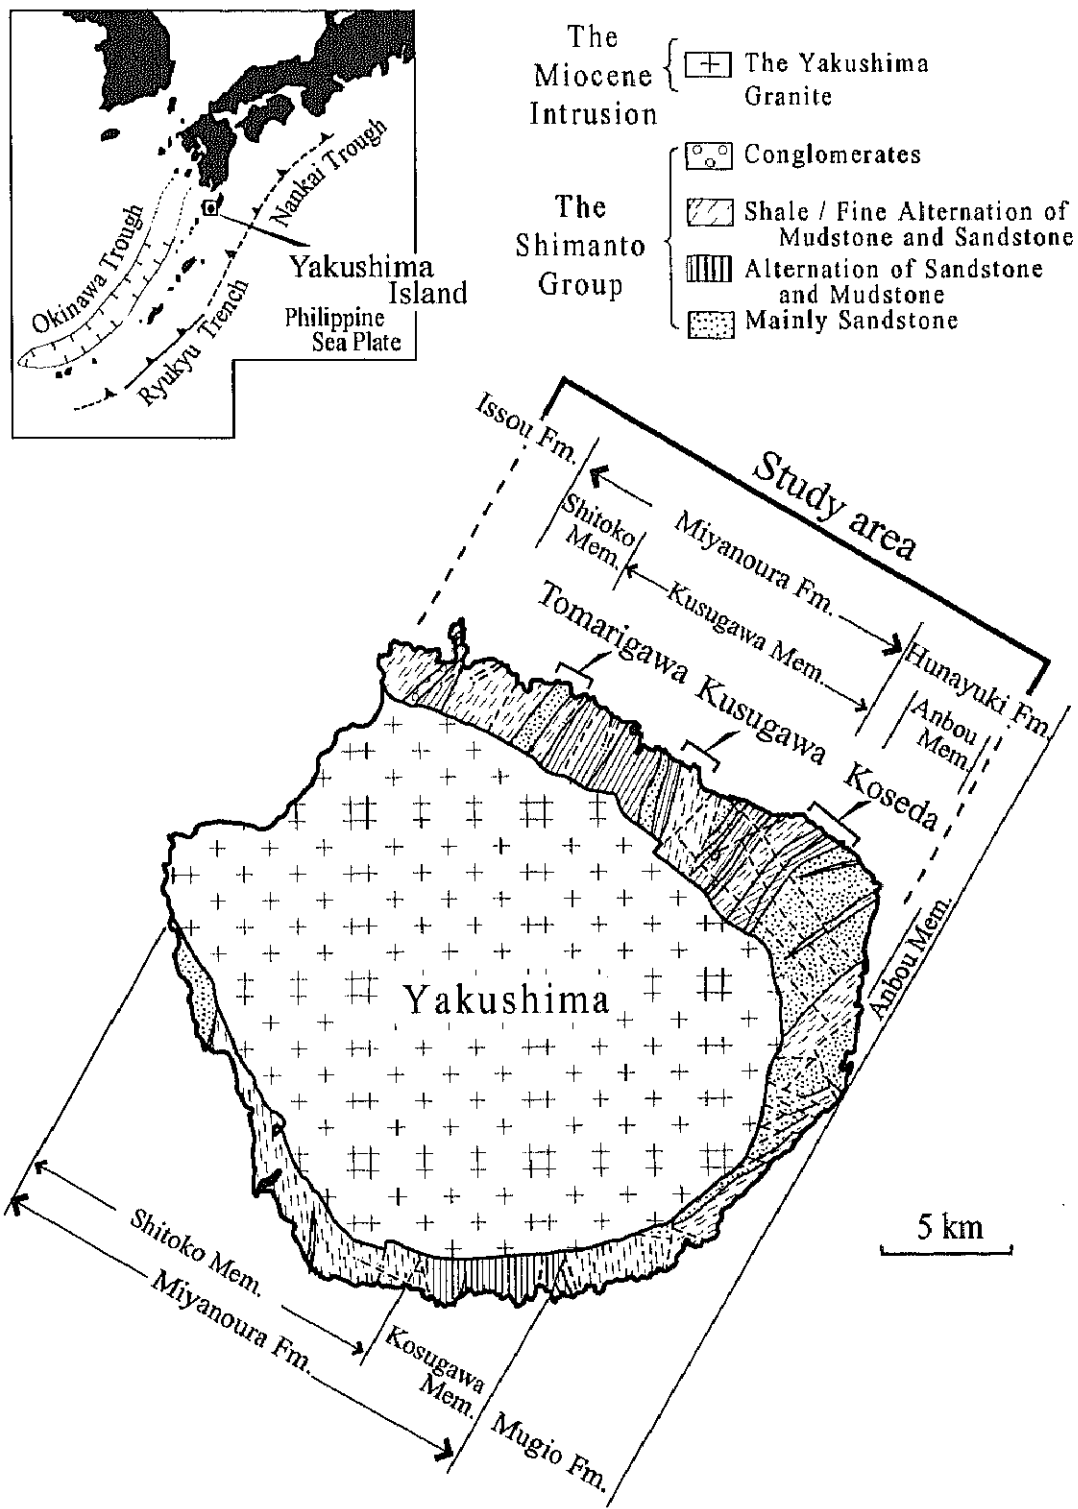 Okinawa Trough
Nankai Trough
Yakushima
Island
Philippine
Sea Plate
Ryukyu Trench
The
Miocene
Intrusion
The Yakushima
Granite
The
Shimanto
Group
Conglomerates
Shale / Fine Alternation of
Mudstone and Sandstone
Alternation of Sandstone
and Mudstone
Mainly Sandstone
Study area
Issou Fm.
Miyanoura Fm.
Hunayuki Fm.
Shitoko
Mem.
Kusugawa Mem.
Anbou
Mem.
Tomarigawa
Kusugawa
Koseda
Anbou Mem.
Yakushima
5 km
Shitoko Mem.
Miyanoura Fm.
Kosugawa
Mem.
Mugio Fm.